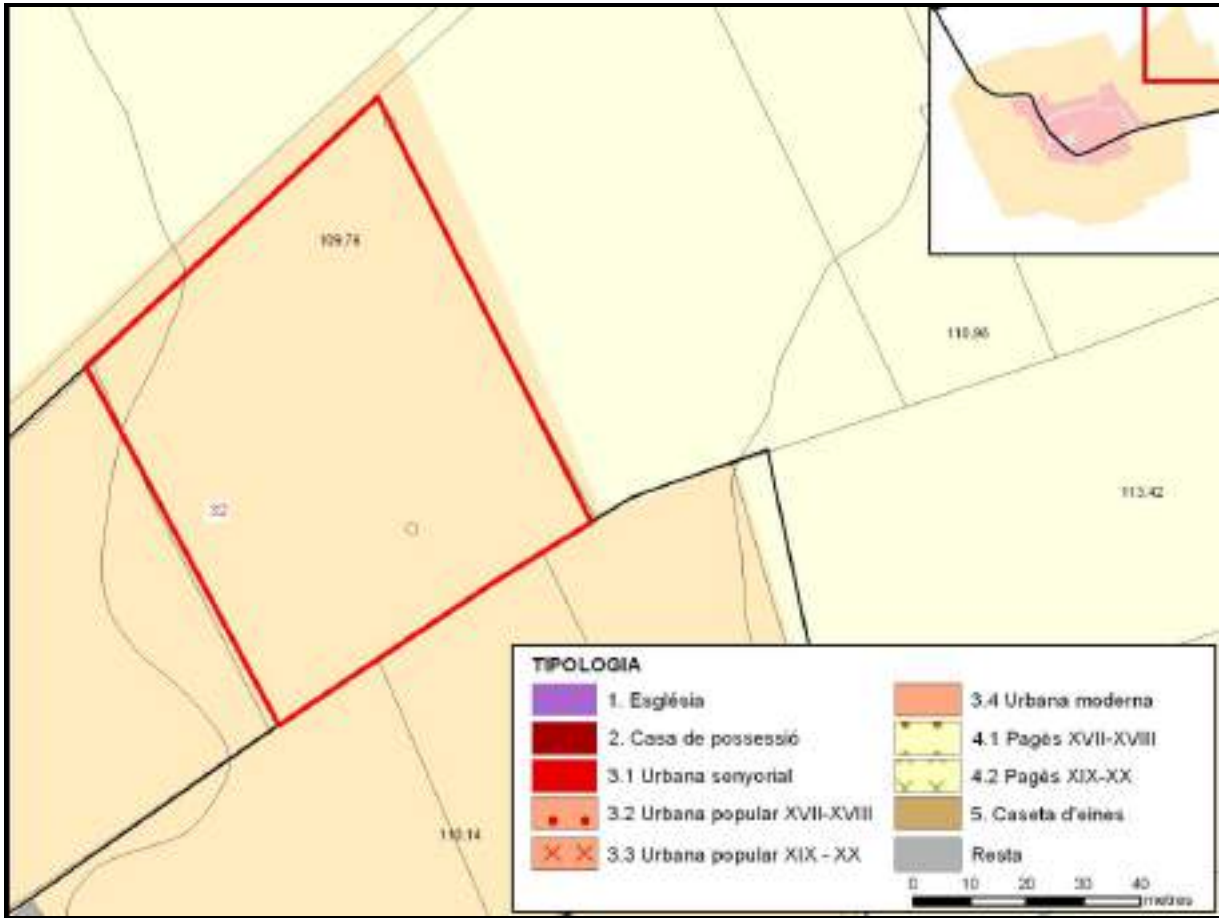 109.76
110.96
113.42
32
110.14
TIPOLOGIA
1. Església
2. Casa de possessió
3.1 Urbana senyorial
3.2 Urbana popular XVII-XVIII
3.3 Urbana popular XIX - XX
3.4 Urbana moderna
4.1 Pagès XVII-XVIII
4.2 Pagès XIX-XX
5. Caseta d'eines
Resta
0 10 20 30 40
metres